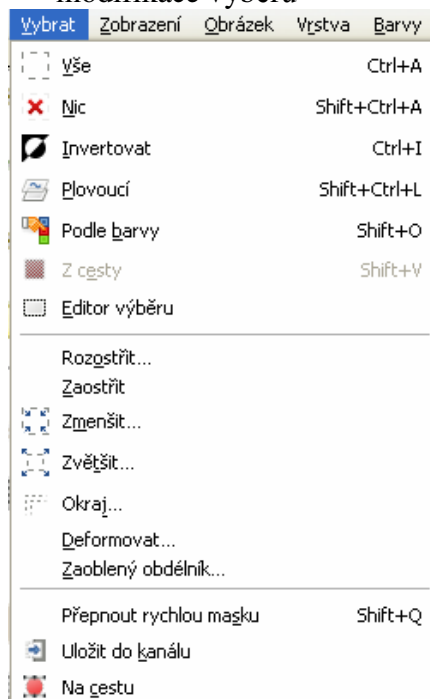 modifikace výběru
Vybrat Zobrazení Obrázek Vrstva Barvy
Vše Ctrl+A
Nic Shift+Ctrl+A
Invertovat Ctrl+I
Plovoucí Shift+Ctrl+L
Podle barvy Shift+O
Z cesty Shift+V
Editor výběru
Rozostřit...
Zaostřit
Zmenšit...
Zvětšit...
Okraj...
Deformovat...
Zaoblený obdélník...
Přepnout rychlou masku Shift+Q
Uložit do kanálu
Na cestu